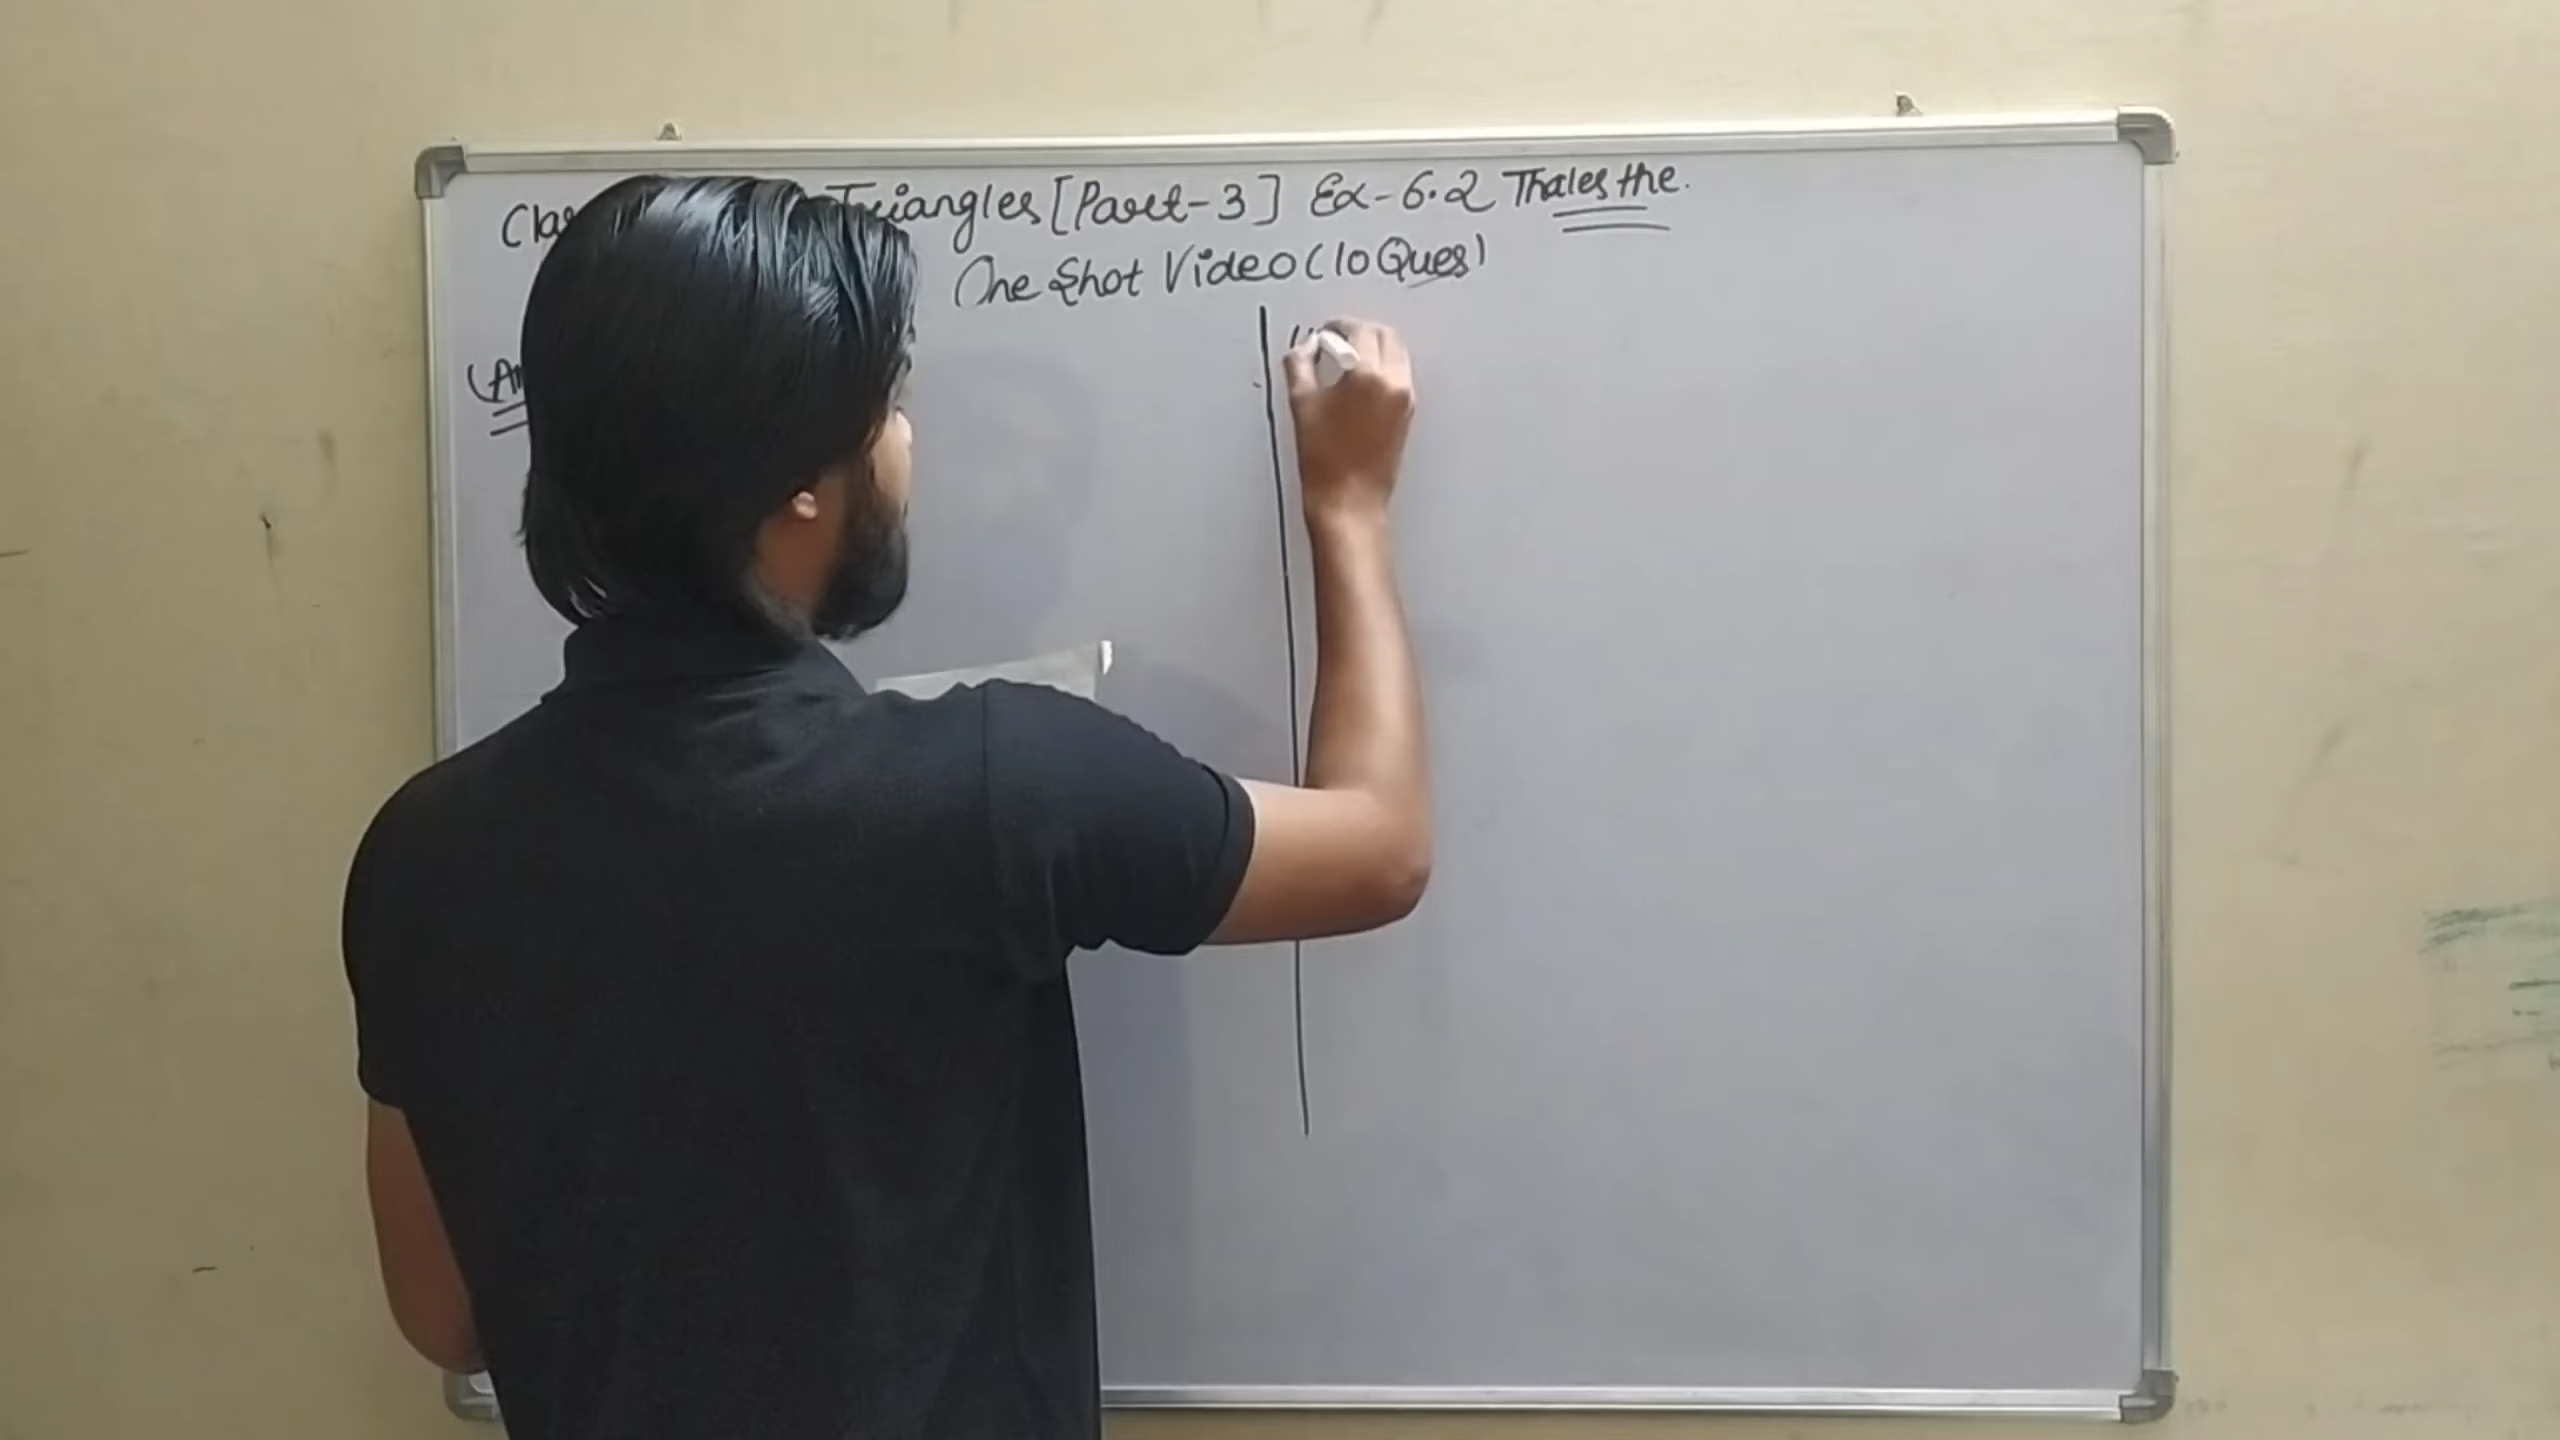 Triangles [Part-3] Ex-6.2 Thales the.
One Shot Video (10 Ques)